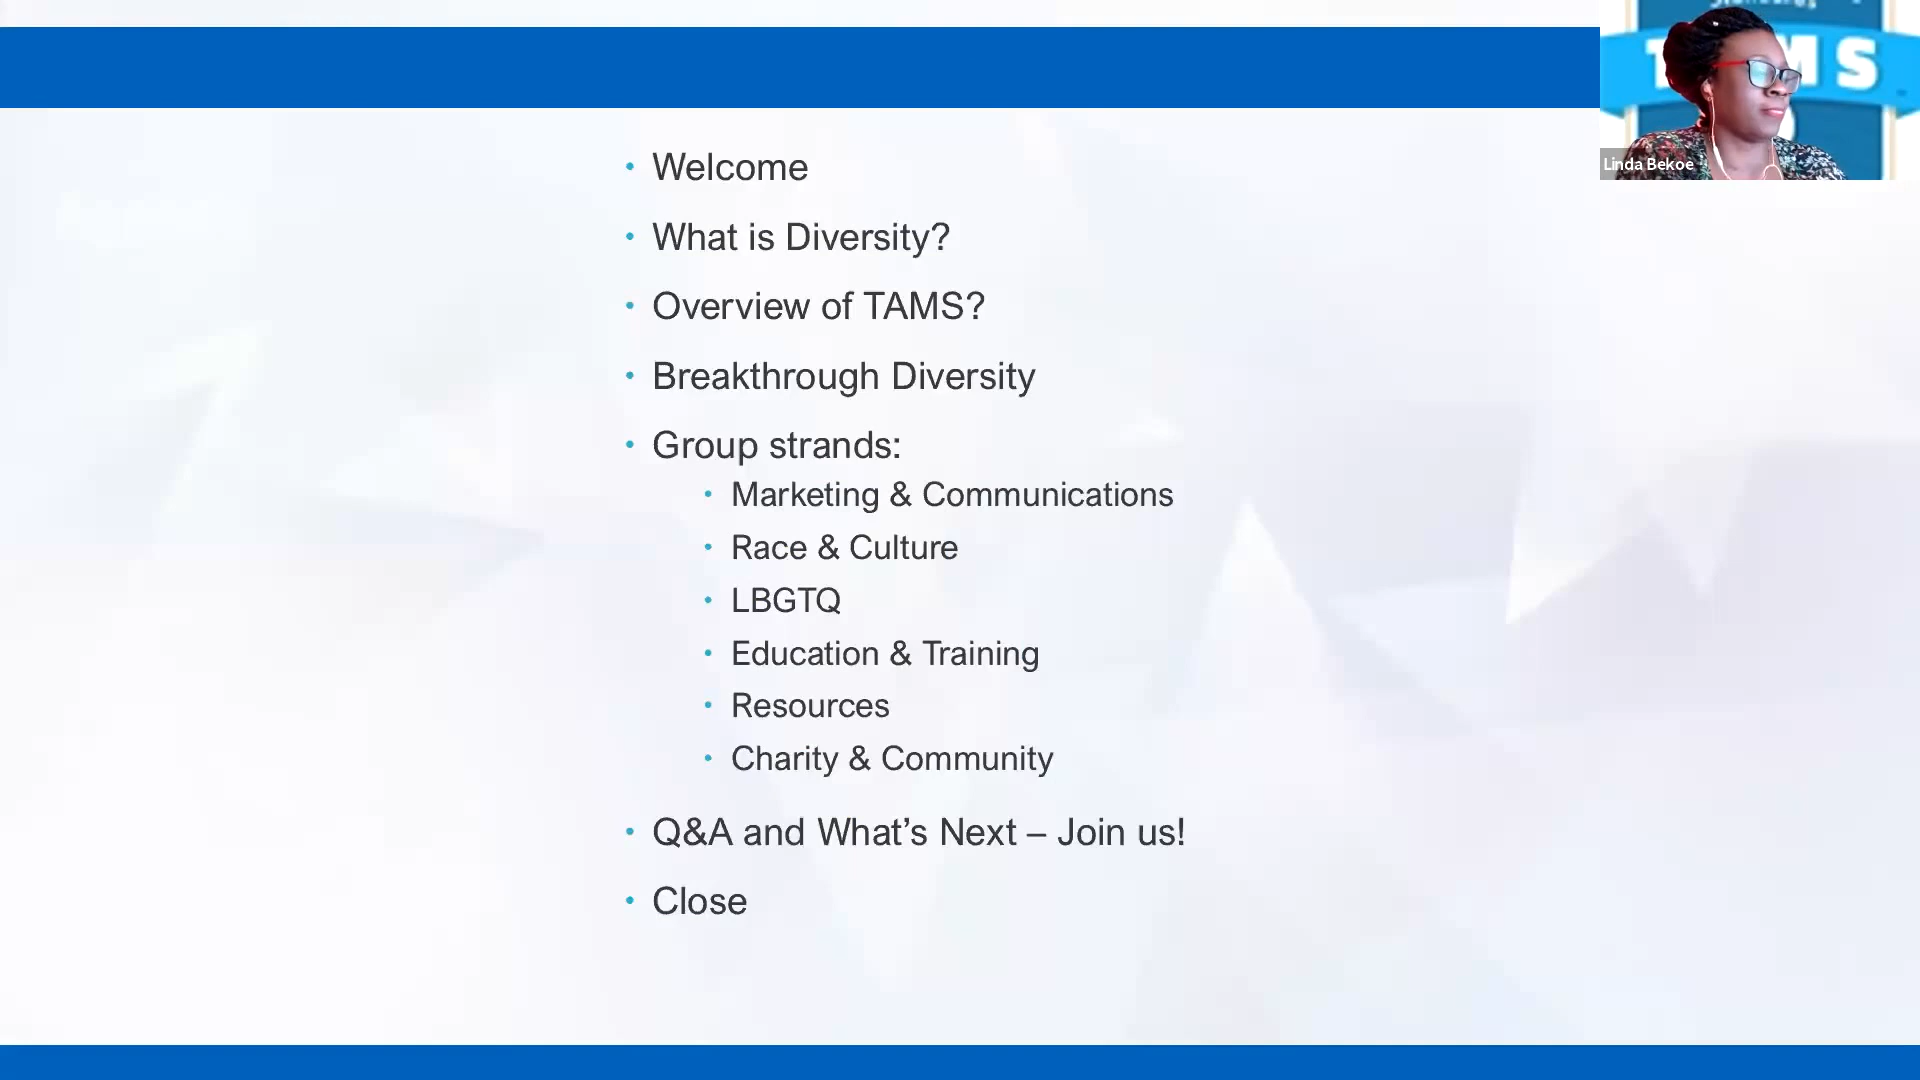 Welcome
What is Diversity?
Overview of TAMS?
Breakthrough Diversity
Group strands:
Marketing & Communications
Race & Culture
LBGTQ
Education & Training
Resources
Charity & Community
Q&A and What's Next – Join us!
Close
Linda Bekoe